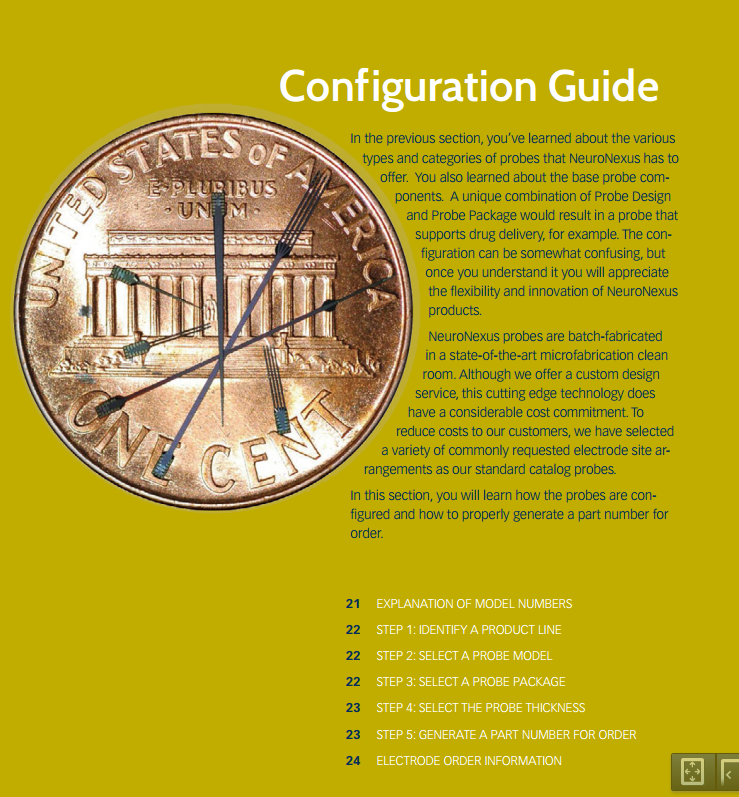 Configuration Guide
In the previous section, you've learned about the various
types and categories of probes that NeuroNexus has to
offer. You also learned about the base probe com-
ponents. A unique combination of Probe Design
and Probe Package would result in a probe that
supports drug delivery, for example. The con-
figuration can be somewhat confusing, but
once you understand it you will appreciate
the flexibility and innovation of NeuroNexus
products.
NeuroNexus probes are batch-fabricated
in a state-of-the-art microfabrication clean
room. Although we offer a custom design
service, this cutting edge technology does
have a considerable cost commitment. To
reduce costs to our customers, we have selected
a variety of commonly requested electrode site ar-
rangements as our standard catalog probes.
In this section, you will learn how the probes are con-
figured and how to properly generate a part number for
order.
UNITED STATES OF AMERICA
E·PLURIBUS
·UNUM·
ONE CENT
21 EXPLANATION OF MODEL NUMBERS
22 STEP 1: IDENTIFY A PRODUCT LINE
22 STEP 2: SELECT A PROBE MODEL
22 STEP 3: SELECT A PROBE PACKAGE
23 STEP 4: SELECT THE PROBE THICKNESS
23 STEP 5: GENERATE A PART NUMBER FOR ORDER
24 ELECTRODE ORDER INFORMATION